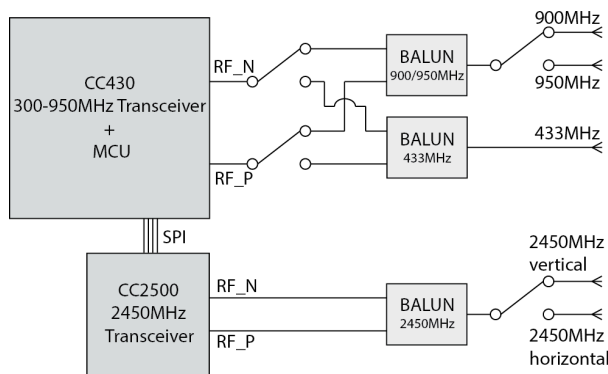 CC430
300-950MHz Transceiver
+
MCU
RF_N
RF_P
BALUN
900/950MHz
BALUN
433MHz
900MHz
950MHz
433MHz
SPI
CC2500
2450MHz
Transceiver
RF_N
RF_P
BALUN
2450MHz
2450MHz
vertical
2450MHz
horizontal